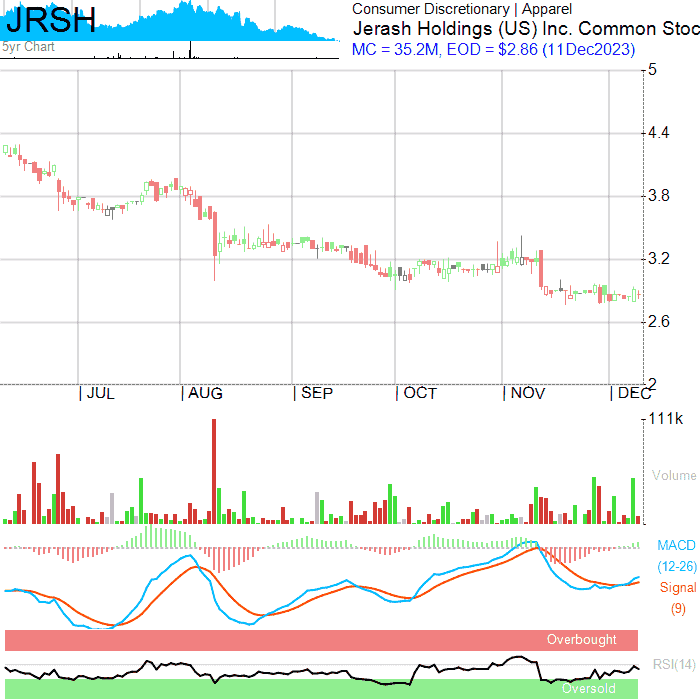 JRSH
5yr Chart
Consumer Discretionary | Apparel
Jerash Holdings (US) Inc. Common Stoc
MC = 35.2M, EOD = $2.86 (11Dec2023)
5
4.4
3.8
3.2
2.6
2
| JUL | AUG | SEP | OCT | NOV | DEC
111k
Volume
MACD
(12-26)
Signal
(9)
Overbought
RSI(14)
Oversold